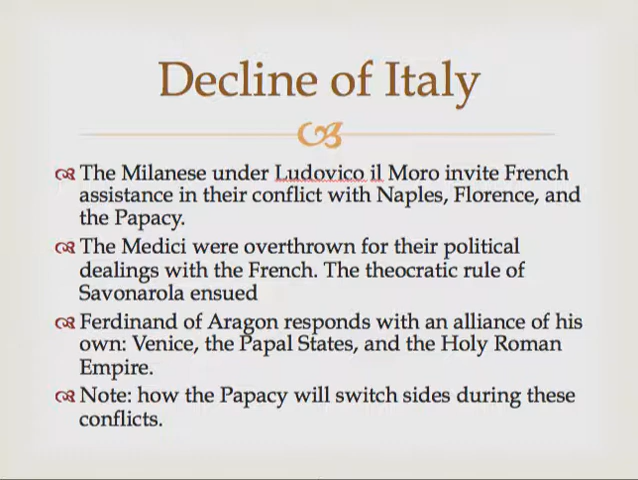 Decline of Italy
The Milanese under Ludovico il Moro invite French
assistance in their conflict with Naples, Florence, and
the Papacy.
The Medici were overthrown for their political
dealings with the French. The theocratic rule of
Savonarola ensued
Ferdinand of Aragon responds with an alliance of his
own: Venice, the Papal States, and the Holy Roman
Empire.
Note: how the Papacy will switch sides during these
conflicts.